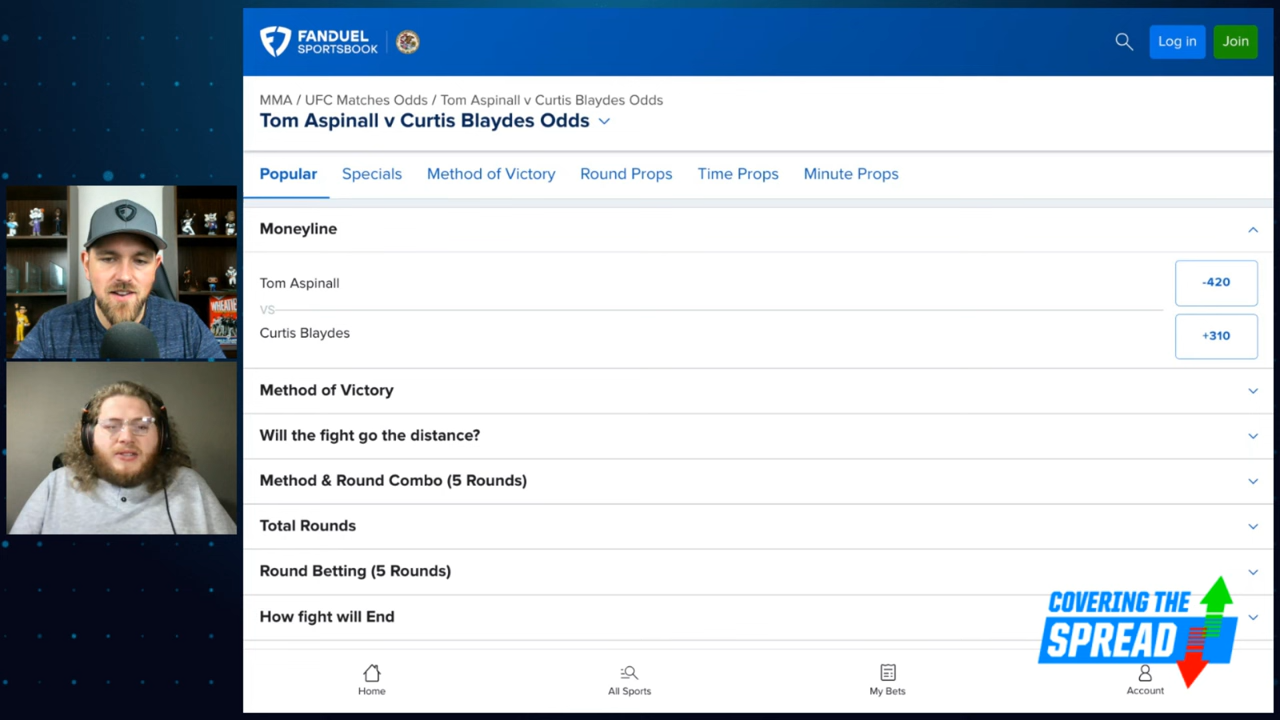 FANDUEL
SPORTSBOOK
Log in
Join
MMA / UFC Matches Odds / Tom Aspinall v Curtis Blaydes Odds
Tom Aspinall v Curtis Blaydes Odds
Popular
Specials
Method of Victory
Round Props
Time Props
Minute Props
Moneyline
Tom Aspinall
-420
VS
Curtis Blaydes
+310
Method of Victory
Will the fight go the distance?
Method & Round Combo (5 Rounds)
Total Rounds
Round Betting (5 Rounds)
How fight will End
COVERING THE
SPREAD
Home
All Sports
My Bets
Account
WHEATIES